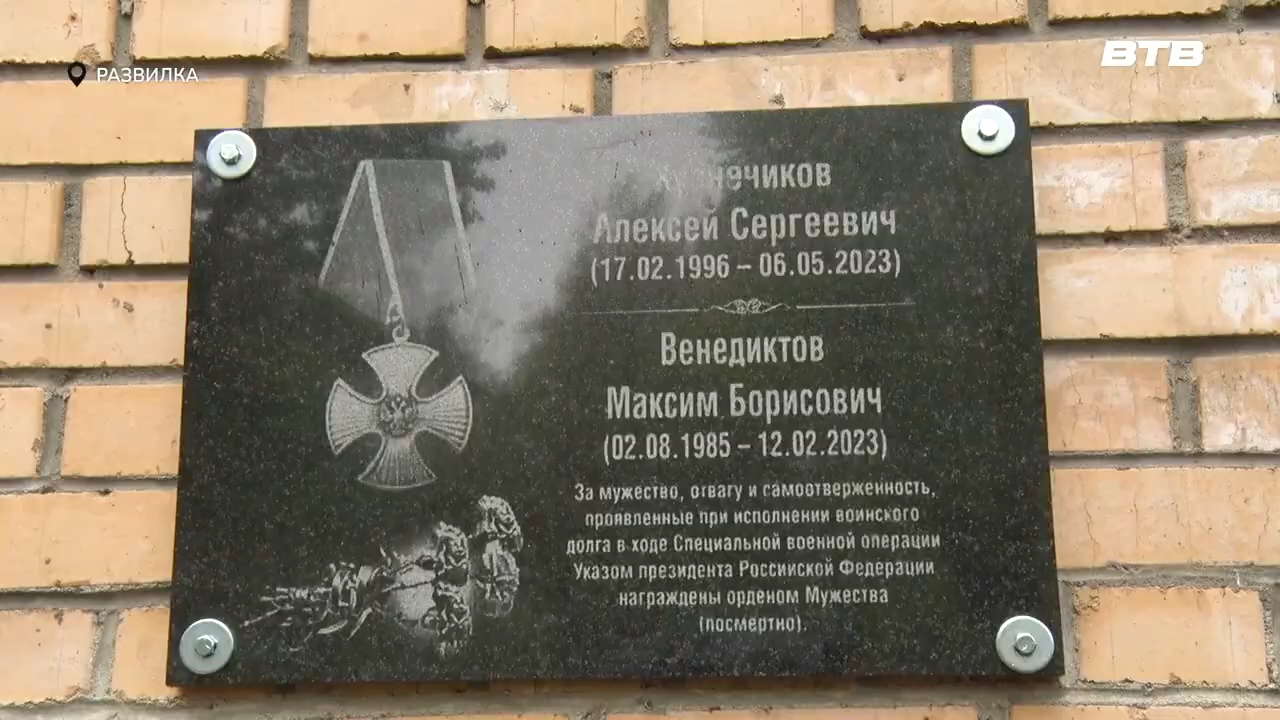 РАЗВИЛКА
ВТВ
Алексей Сергеевич
(17.02.1996 – 06.05.2023)
Венедиктов
Максим Борисович
(02.08.1985 – 12.02.2023)
За мужество, отвагу и самоотверженность,
проявленные при исполнении воинского
долга в ходе Специальной военной операции
Указом президента Российской Федерации
награждены орденом Мужества
(посмертно).